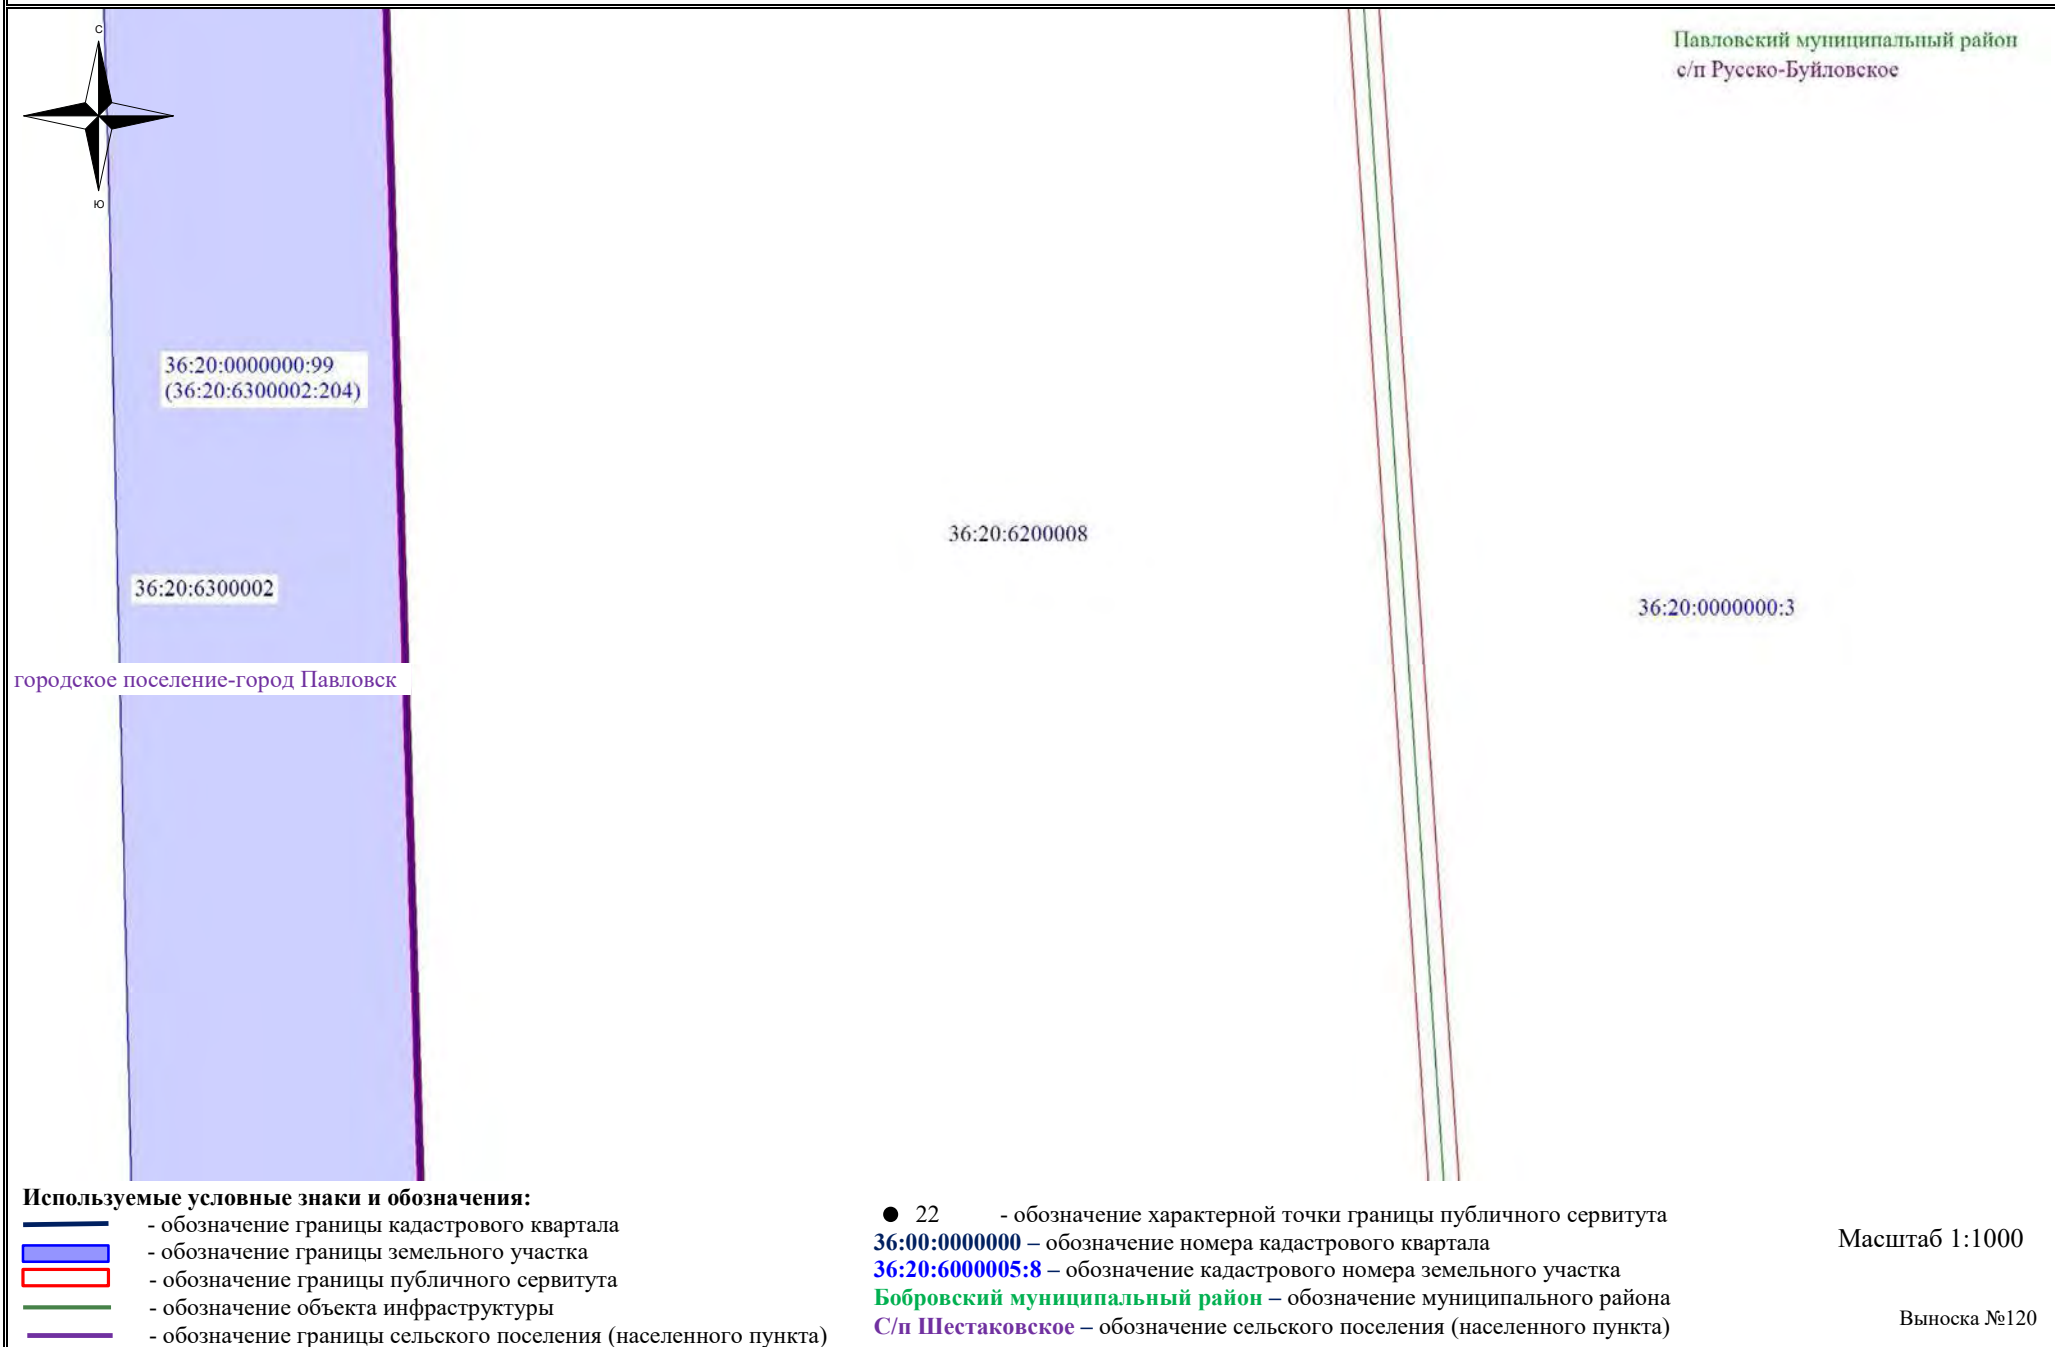 С
Ю
Павловский муниципальный район
с/п Русско-Буйловское
36:20:0000000:99
(36:20:6300002:204)
36:20:6200008
36:20:6300002
36:20:0000000:3
городское поселение-город Павловск
Используемые условные знаки и обозначения:
- обозначение границы кадастрового квартала
- обозначение границы земельного участка
- обозначение границы публичного сервитута
- обозначение объекта инфраструктуры
- обозначение границы сельского поселения (населенного пункта)
22 - обозначение характерной точки границы публичного сервитута
36:00:0000000 – обозначение номера кадастрового квартала
36:20:6000005:8 – обозначение кадастрового номера земельного участка
Бобровский муниципальный район – обозначение муниципального района
С/п Шестаковское – обозначение сельского поселения (населенного пункта)
Масштаб 1:1000
Выноска №120